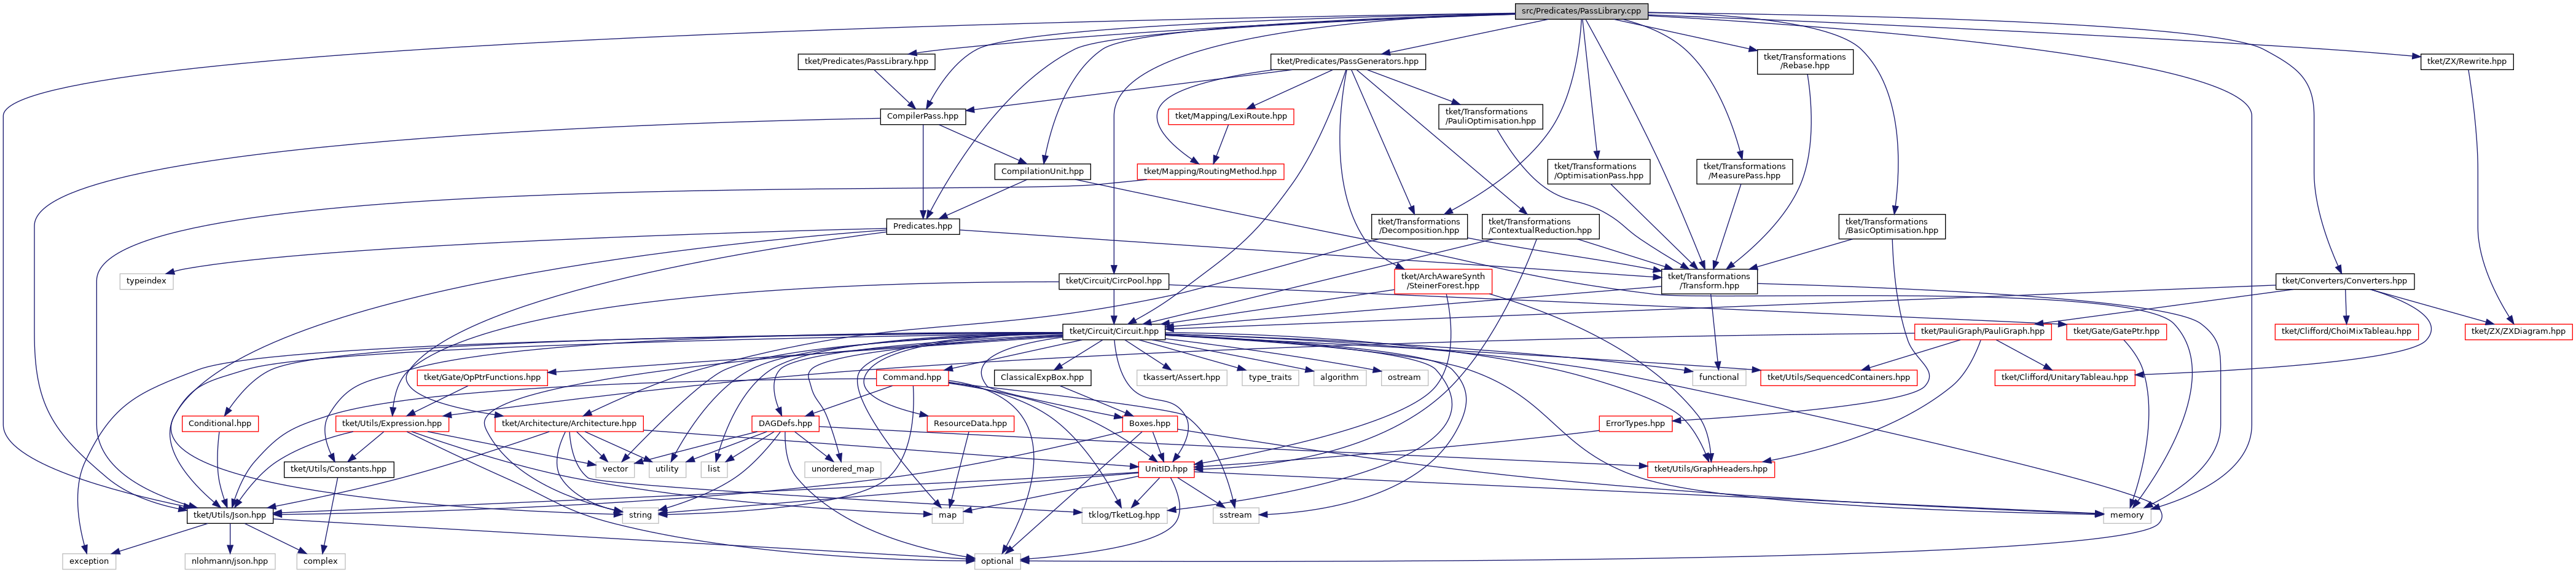 src/Predicates/PassLibrary.cpp
tket/Predicates/PassLibrary.hpp
tket/Predicates/PassGenerators.hpp
tket/Transformations
/Rebase.hpp
tket/ZX/Rewrite.hpp
CompilerPass.hpp
tket/Mapping/LexiRoute.hpp
tket/Transformations
/PauliOptimisation.hpp
CompilationUnit.hpp
tket/Mapping/RoutingMethod.hpp
tket/Transformations
/OptimisationPass.hpp
tket/Transformations
/MeasurePass.hpp
Predicates.hpp
tket/Transformations
/Decomposition.hpp
tket/Transformations
/ContextualReduction.hpp
tket/Transformations
/BasicOptimisation.hpp
typeindex
tket/Circuit/CircPool.hpp
tket/ArchAwareSynth
/SteinerForest.hpp
tket/Transformations
/Transform.hpp
tket/Converters/Converters.hpp
tket/Circuit/Circuit.hpp
tket/PauliGraph/PauliGraph.hpp
tket/Gate/GatePtr.hpp
tket/Clifford/ChoiMixTableau.hpp
tket/ZX/ZXDiagram.hpp
tket/Gate/OpPtrFunctions.hpp
Command.hpp
ClassicalExpBox.hpp
tkassert/Assert.hpp
type_traits
algorithm
ostream
functional
tket/Utils/SequencedContainers.hpp
tket/Clifford/UnitaryTableau.hpp
Conditional.hpp
tket/Utils/Expression.hpp
tket/Architecture/Architecture.hpp
DAGDefs.hpp
ResourceData.hpp
Boxes.hpp
ErrorTypes.hpp
tket/Utils/Constants.hpp
vector
utility
list
unordered_map
UnitID.hpp
tket/Utils/GraphHeaders.hpp
tket/Utils/Json.hpp
string
map
tklog/TketLog.hpp
sstream
memory
exception
nlohmann/json.hpp
complex
optional